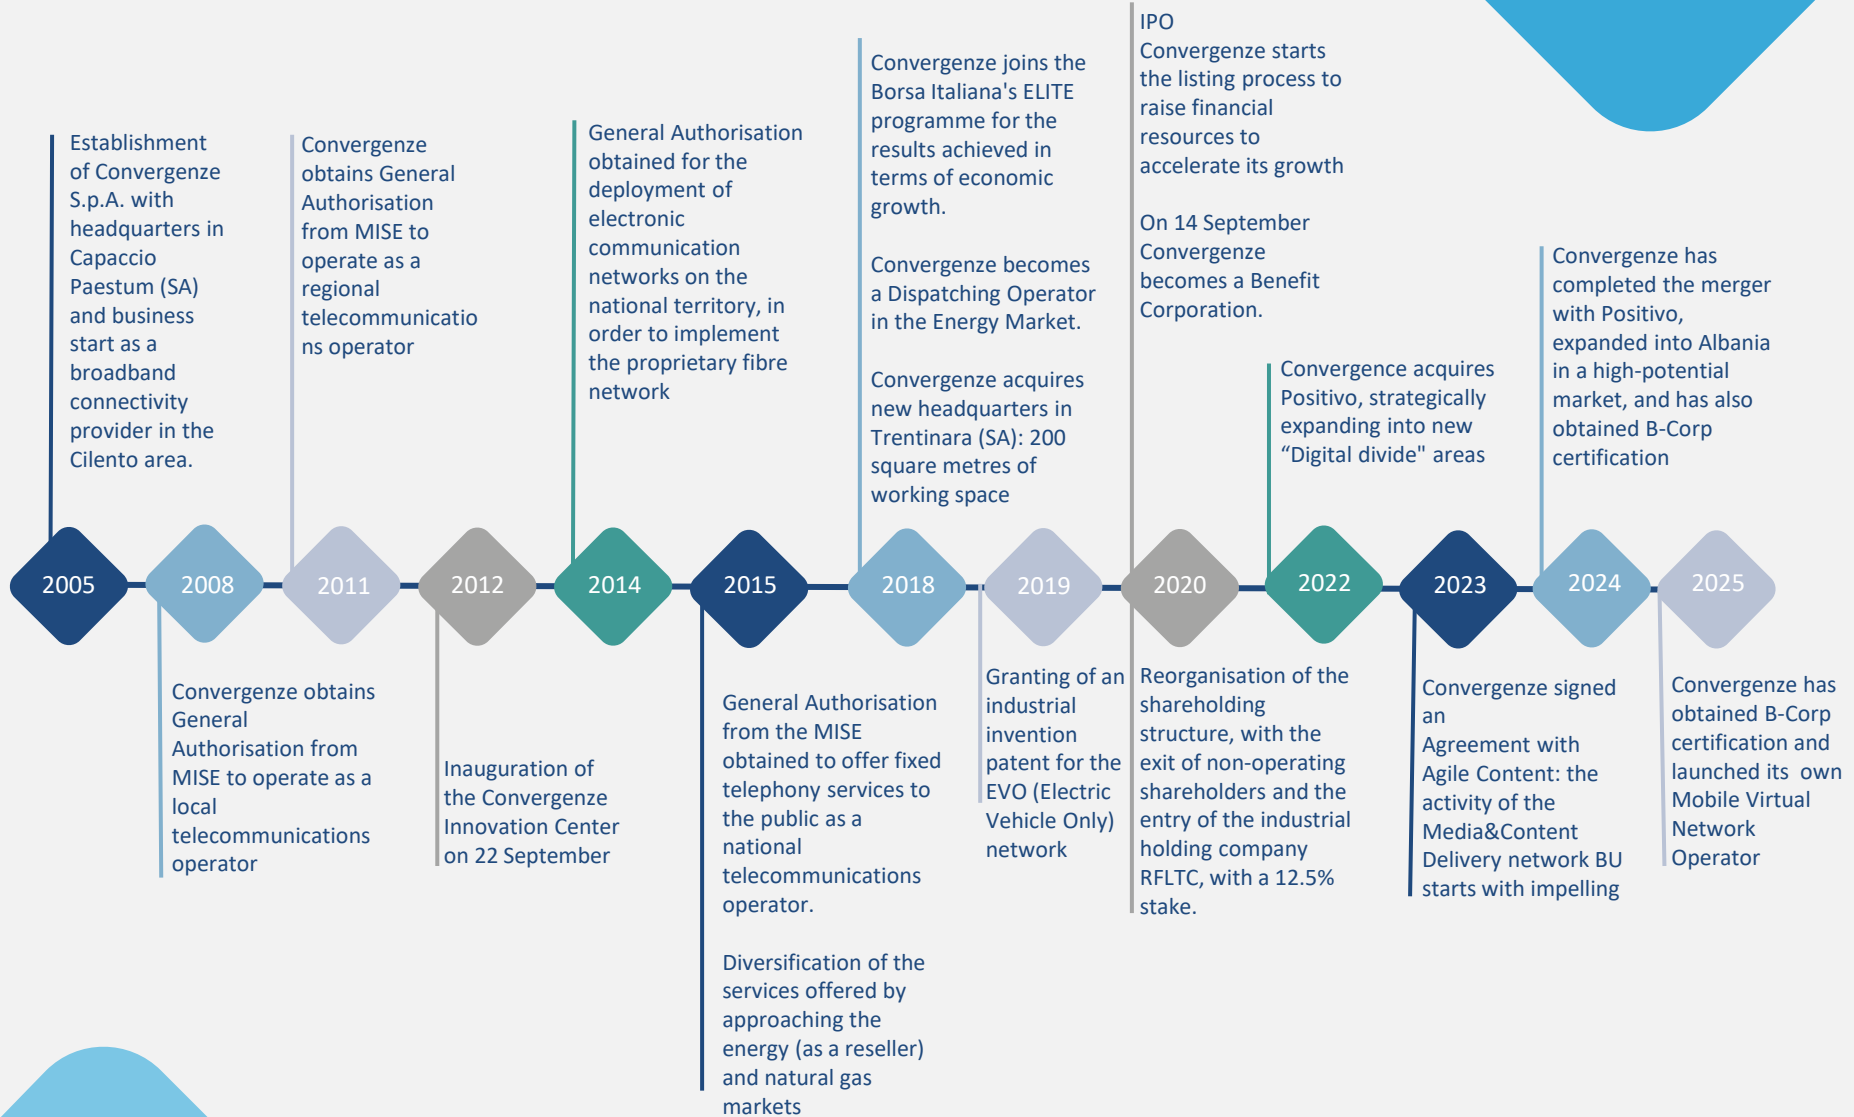 2005
Establishment
of Convergenze
S.p.A. with
headquarters in
Capaccio
Paestum (SA)
and business
start as a
broadband
connectivity
provider in the
Cilento area.
2008
Convergenze obtains
General
Authorisation from
MISE to operate as a
local
telecommunications
operator
2011
Convergenze
obtains General
Authorisation
from MISE to
operate as a
regional
telecommunicatio
ns operator
2012
Inauguration of
the Convergenze
Innovation Center
on 22 September
2014
General Authorisation
obtained for the
deployment of
electronic
communication
networks on the
national territory, in
order to implement
the proprietary fibre
network
2015
General Authorisation
from the MISE
obtained to offer fixed
telephony services to
the public as a
national
telecommunications
operator.
Diversification of the
services offered by
approaching the
energy (as a reseller)
and natural gas
markets
2018
Convergenze joins the
Borsa Italiana's ELITE
programme for the
results achieved in
terms of economic
growth.
Convergenze becomes
a Dispatching Operator
in the Energy Market.
Convergenze acquires
new headquarters in
Trentinara (SA): 200
square metres of
working space
2019
Granting of an
industrial
invention
patent for the
EVO (Electric
Vehicle Only)
network
2020
IPO
Convergenze starts
the listing process to
raise financial
resources to
accelerate its growth
On 14 September
Convergenze
becomes a Benefit
Corporation.
Reorganisation of the
shareholding
structure, with the
exit of non-operating
shareholders and the
entry of the industrial
holding company
RFLTC, with a 12.5%
stake.
2022
Convergence acquires
Positivo, strategically
expanding into new
“Digital divide" areas
2023
Convergenze signed
an
Agreement with
Agile Content: the
activity of the
Media&Content
Delivery network BU
starts with impelling
2024
Convergenze has
completed the merger
with Positivo,
expanded into Albania
in a high-potential
market, and has also
obtained B-Corp
certification
2025
Convergenze has
obtained B-Corp
certification and
launched its own
Mobile Virtual
Network
Operator